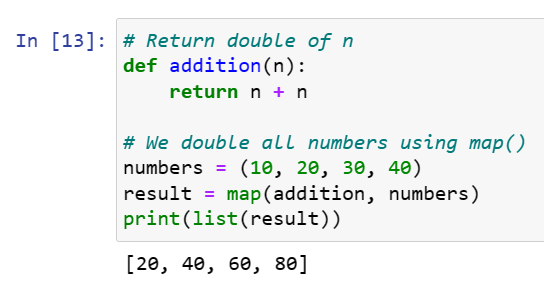 In [13]: # Return double of n
def addition(n):
    return n + n

# We double all numbers using map()
numbers = (10, 20, 30, 40)
result = map(addition, numbers)
print(list(result))
[20, 40, 60, 80]